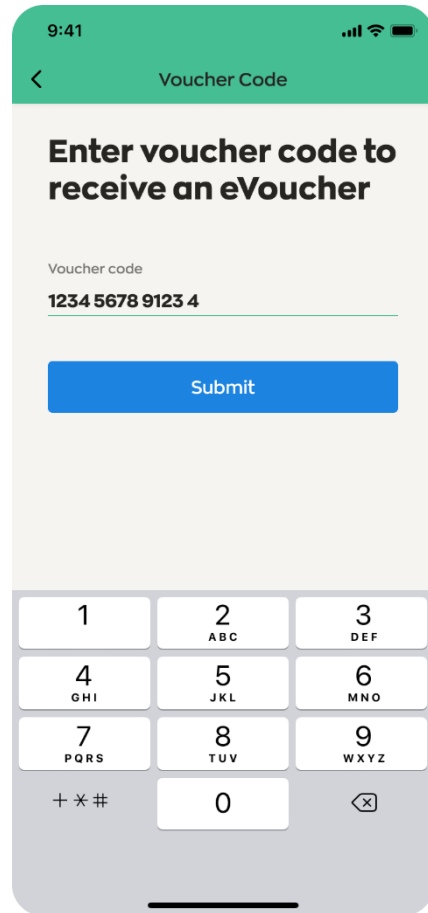 9:41
Voucher Code
Enter voucher code to
receive an eVoucher
Voucher code
1234 5678 9123 4
Submit
1 2 3
ABC DEF
4 5 6
GHI JKL MNO
7 8 9
PQRS TUV WXYZ
+ * # 0